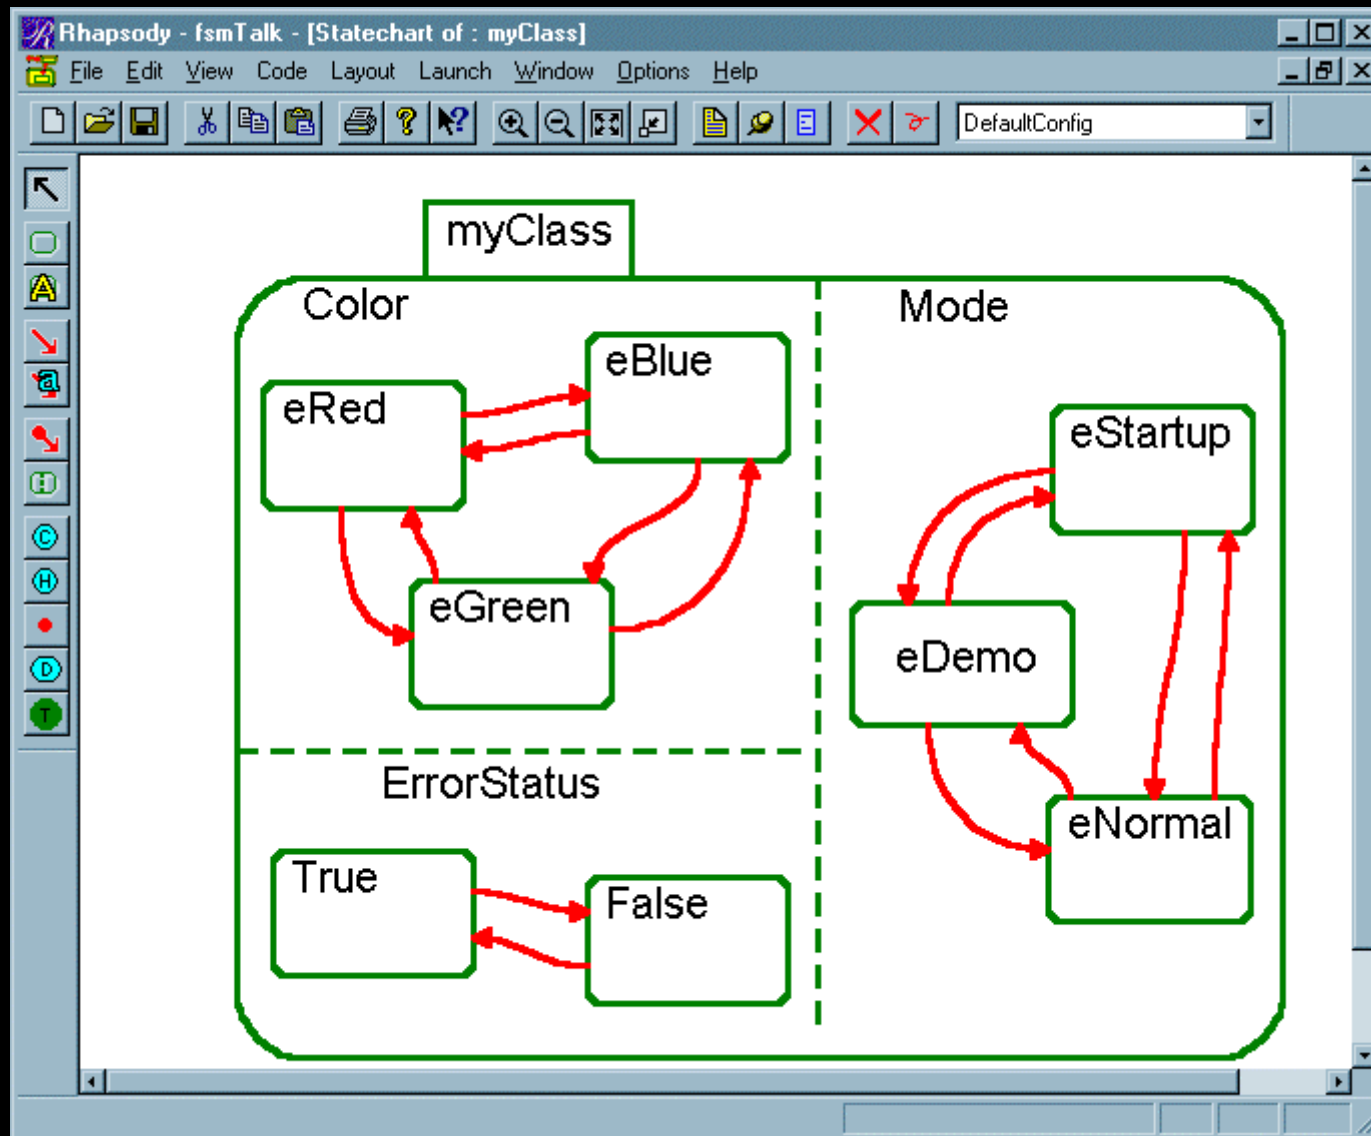 Rhapsody - fsmTalk - [Statechart of : myClass]
File Edit View Code Layout Launch Window Options Help
DefaultConfig
myClass
Color
Mode
eBlue
eRed
eStartup
eGreen
eDemo
ErrorStatus
eNormal
True
False
A
a
C
H
D
T